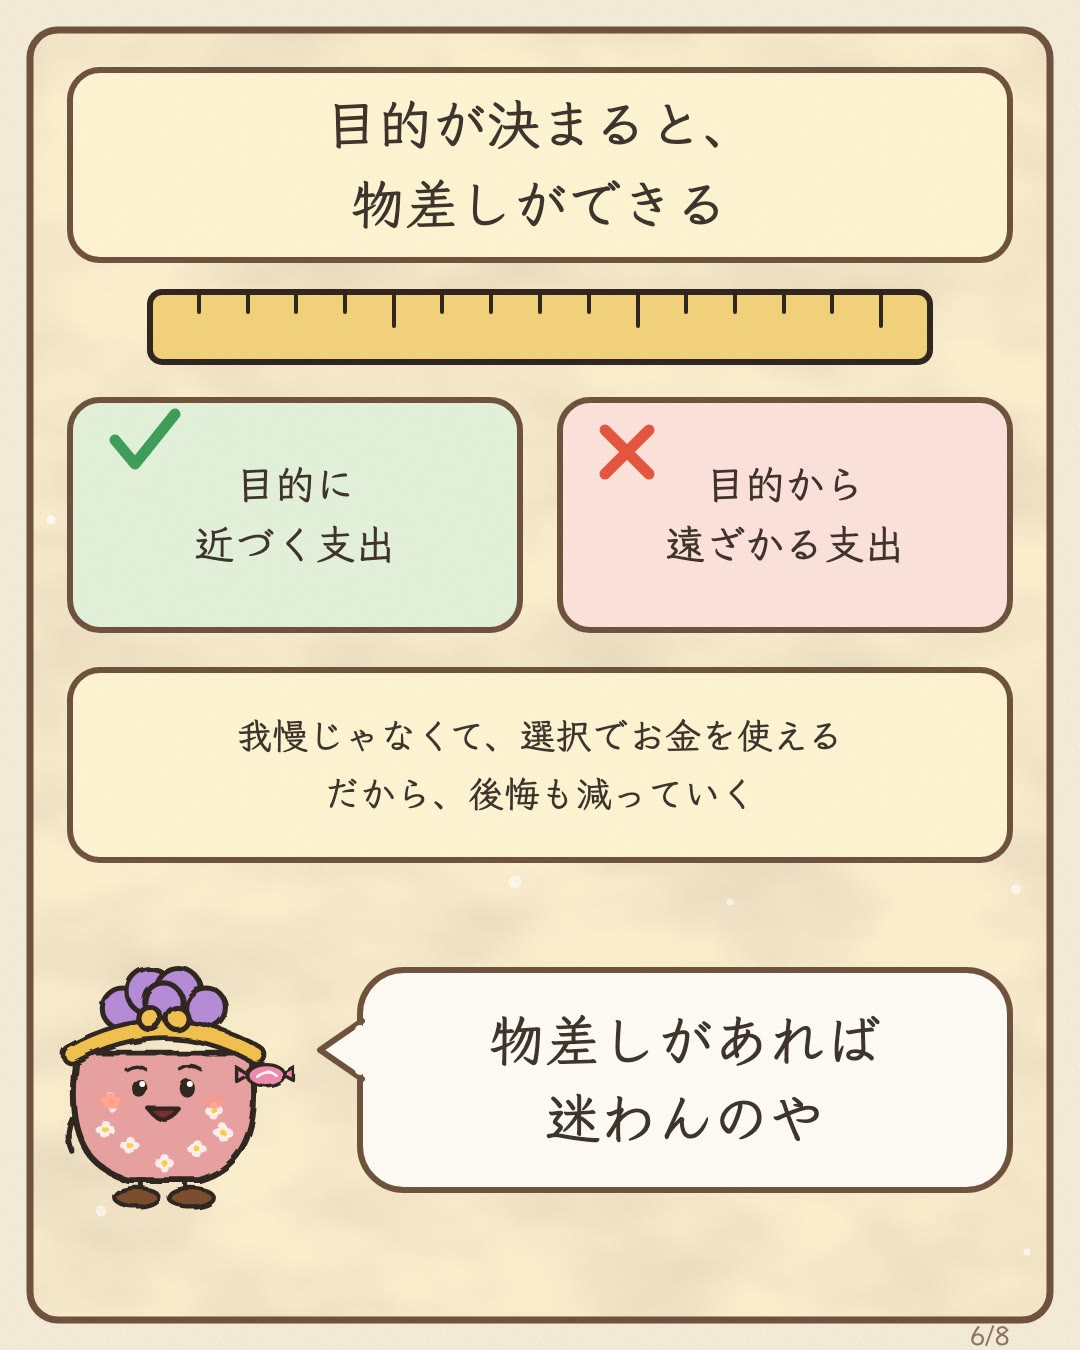 目的が決まると、
物差しができる
目的に
近づく支出
目的から
遠ざかる支出
我慢じゃなくて、選択でお金を使える
だから、後悔も減っていく
物差しがあれば
迷わんのや
6/8